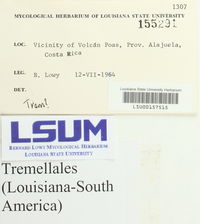 1307
MYCOLOGICAL HERBARIUM OF LOUISIANA STATE UNIVERSITY
155291
LOC. Vicinity of Volcán Poas, Prov. Alajuela,
Costa Rica
LEG. B. Lowy 12-VII-1964
DET.
Louisiana State University Herbarium
LSU00157515
LSUM
BERNARD LOWY MYCOLOGICAL HERBARIUM
LOUISIANA STATE UNIVERSITY
Tremellales
(Louisiana-South
America)